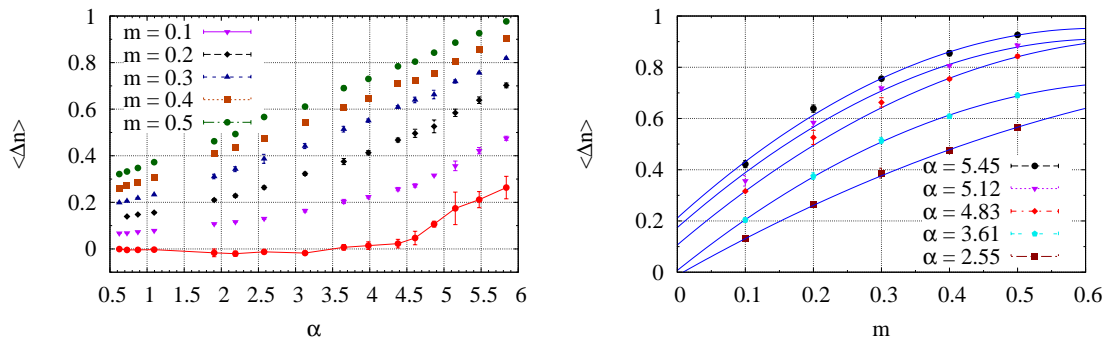 <Δn>
1
0.8
0.6
0.4
0.2
0
m = 0.1
m = 0.2
m = 0.3
m = 0.4
m = 0.5
0.5 1 1.5 2 2.5 3 3.5 4 4.5 5 5.5 6
α
<Δn>
1
0.8
0.6
0.4
0.2
0
α = 5.45
α = 5.12
α = 4.83
α = 3.61
α = 2.55
0 0.1 0.2 0.3 0.4 0.5 0.6
m